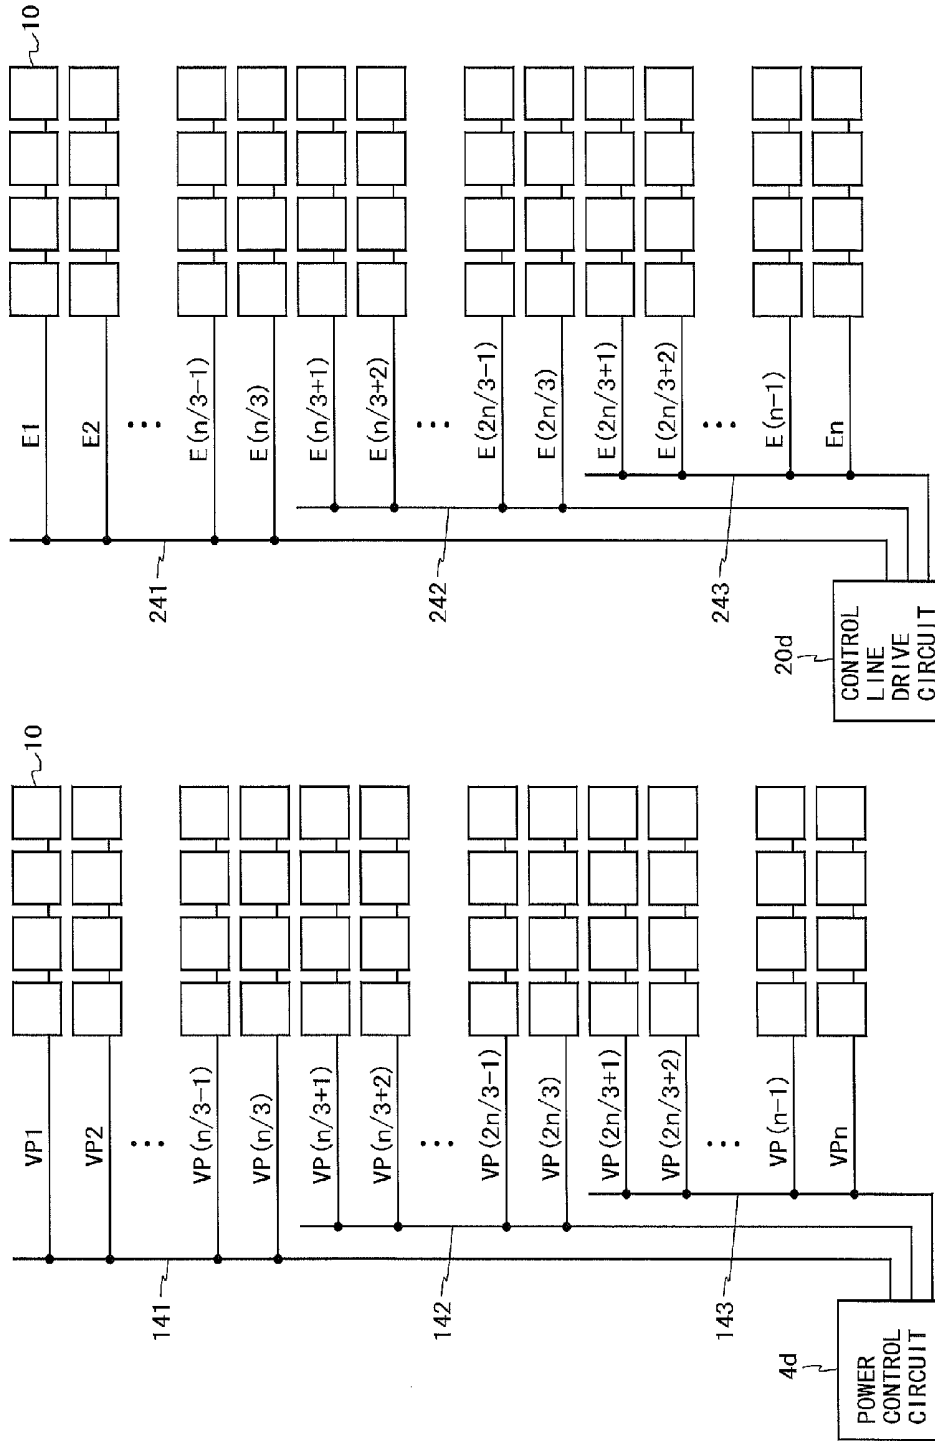 10
E1
E2
...
E(n/3-1)
E(n/3)
E(n/3+1)
E(n/3+2)
...
E(2n/3-1)
E(2n/3)
E(2n/3+1)
E(2n/3+2)
...
E(n-1)
En
241
242
243
20d
CONTROL
LINE
DRIVE
CIRCUIT
10
VP1
VP2
...
VP(n/3-1)
VP(n/3)
VP(n/3+1)
VP(n/3+2)
...
VP(2n/3-1)
VP(2n/3)
VP(2n/3+1)
VP(2n/3+2)
...
VP(n-1)
VPn
141
142
143
4d
POWER
CONTROL
CIRCUIT